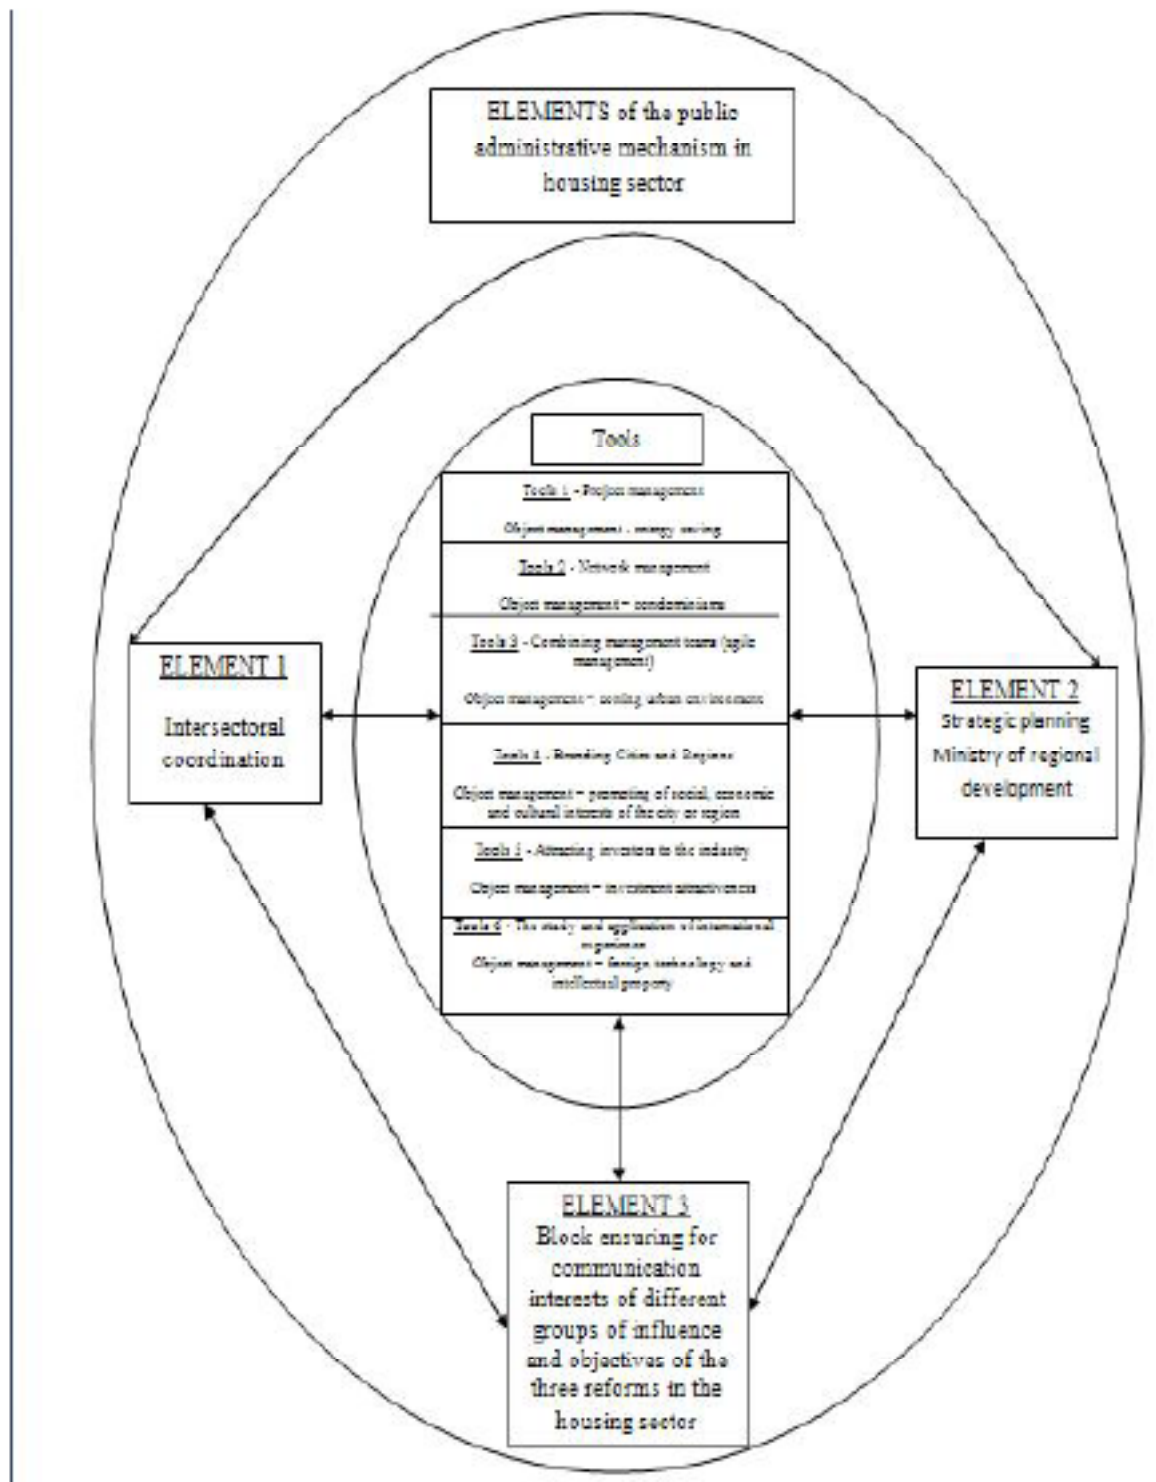 ELEMENTS of the public
administrative mechanism in
housing sector
Tools
Tools 1 - Project management
Object management - energy saving
Tools 2 - Network management
Object management – condominiums
Tools 3 - Combining management teams (agile
management)
Object management – zoning urban environment
Tools 4 - Branding Cities and Regions
Object management – promoting of social, economic
and cultural interests of the city or region
Tools 5 - Attracting investors to the industry
Object management – investment attractiveness
Tools 6 - The study and application of international
experience
Object management – foreign technology and
intellectual property
ELEMENT 1
Intersectoral
coordination
ELEMENT 2
Strategic planning
Ministry of regional
development
ELEMENT 3
Block ensuring for
communication
interests of different
groups of influence
and objectives of the
three reforms in the
housing sector